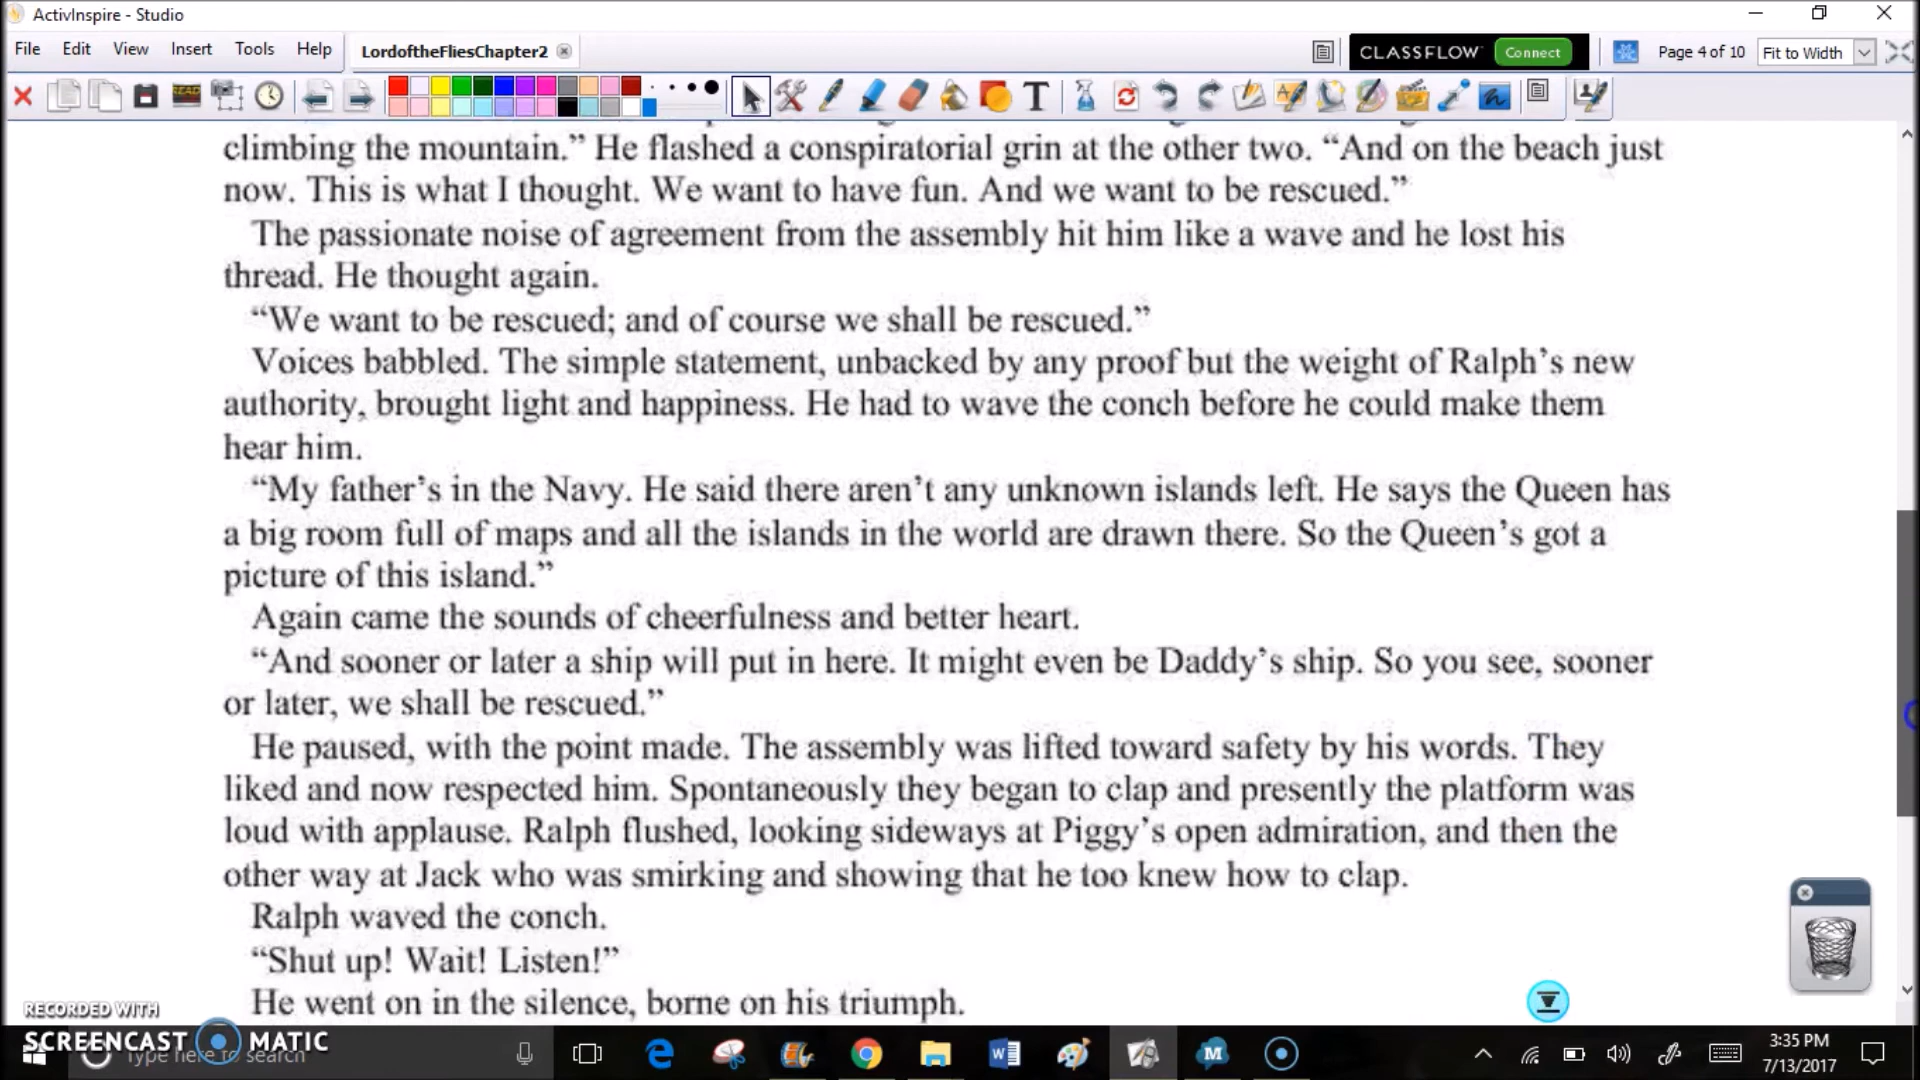 ActivInspire - Studio
File Edit View Insert Tools Help
LordoftheFliesChapter2
CLASSFLOW Connect
Page 4 of 10
Fit to Width
climbing the mountain.” He flashed a conspiratorial grin at the other two. “And on the beach just
now. This is what I thought. We want to have fun. And we want to be rescued.”
The passionate noise of agreement from the assembly hit him like a wave and he lost his
thread. He thought again.
“We want to be rescued; and of course we shall be rescued.”
Voices babbled. The simple statement, unbacked by any proof but the weight of Ralph’s new
authority, brought light and happiness. He had to wave the conch before he could make them
hear him.
“My father’s in the Navy. He said there aren’t any unknown islands left. He says the Queen has
a big room full of maps and all the islands in the world are drawn there. So the Queen’s got a
picture of this island.”
Again came the sounds of cheerfulness and better heart.
“And sooner or later a ship will put in here. It might even be Daddy’s ship. So you see, sooner
or later, we shall be rescued.”
He paused, with the point made. The assembly was lifted toward safety by his words. They
liked and now respected him. Spontaneously they began to clap and presently the platform was
loud with applause. Ralph flushed, looking sideways at Piggy’s open admiration, and then the
other way at Jack who was smirking and showing that he too knew how to clap.
Ralph waved the conch.
“Shut up! Wait! Listen!”
He went on in the silence, borne on his triumph.
RECORDED WITH
SCREENCAST MATIC
Type here to search
3:35 PM
7/13/2017